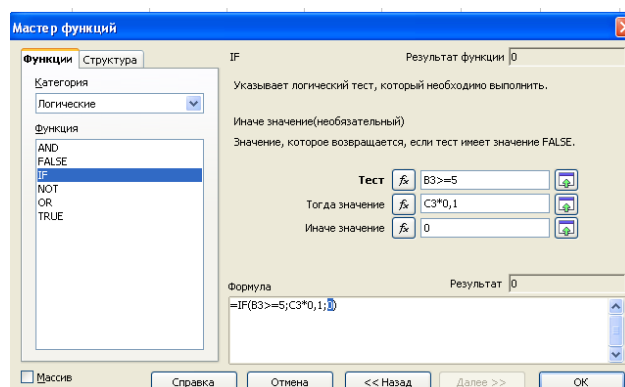 Мастер функций
Функции Структура
IF Результат функции 0
Категория
Логические
Указывает логический тест, который необходимо выполнить.
Функция
AND
FALSE
IF
NOT
OR
TRUE
Иначе значение(необязательный)
Значение, которое возвращается, если тест имеет значение FALSE.
Тест fx B3>=5
Тогда значение fx C3*0,1
Иначе значение fx 0
Формула Результат 0
=IF(B3>=5;C3*0,1;0)
Массив Справка Отмена << Назад Далее >> OK